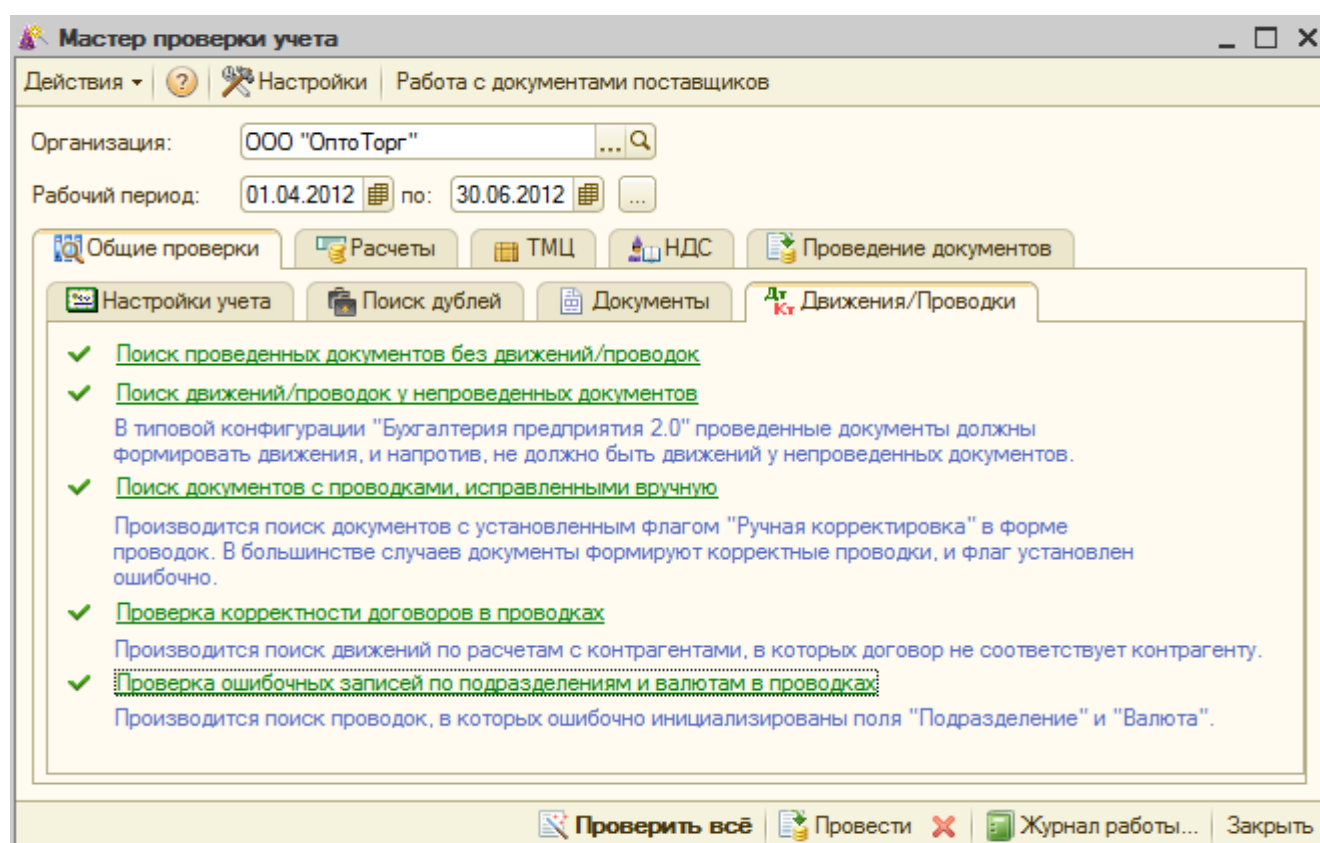 Мастер проверки учета
Действия Настройки Работа с документами поставщиков
Организация: ООО "ОптоТорг" ...
Рабочий период: 01.04.2012 по: 30.06.2012 ...
Общие проверки Расчеты ТМЦ НДС Проведение документов
Настройки учета Поиск дублей Документы Дт Кт Движения/Проводки
Поиск проведенных документов без движений/проводок
Поиск движений/проводок у непроведенных документов
В типовой конфигурации "Бухгалтерия предприятия 2.0" проведенные документы должны
формировать движения, и напротив, не должно быть движений у непроведенных документов.
Поиск документов с проводками, исправленными вручную
Производится поиск документов с установленным флагом "Ручная корректировка" в форме
проводок. В большинстве случаев документы формируют корректные проводки, и флаг установлен
ошибочно.
Проверка корректности договоров в проводках
Производится поиск движений по расчетам с контрагентами, в которых договор не соответствует контрагенту.
Проверка ошибочных записей по подразделениям и валютам в проводках
Производится поиск проводок, в которых ошибочно инициализированы поля "Подразделение" и "Валюта".
Проверить всё Провести Журнал работы... Закрыть